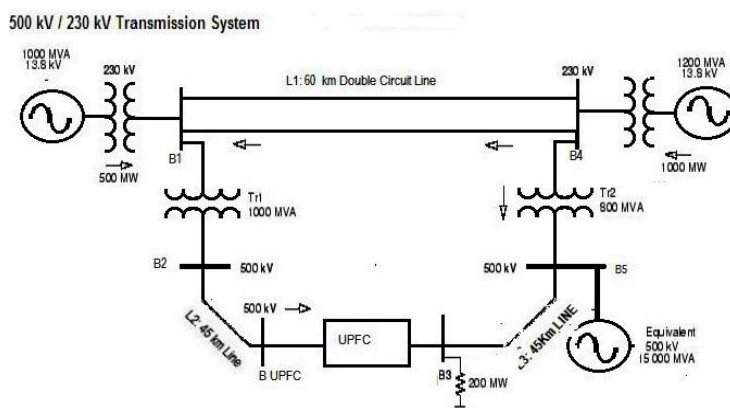 500 kV / 230 kV Transmission System
1000 MVA
13.8 kV
230 kV
L1: 60 km Double Circuit Line
230 kV
1200 MVA
13.8 kV
B1
B4
500 MW
1000 MW
Tr1
1000 MVA
Tr2
800 MVA
B2
500 kV
500 kV
B5
L2: 45 km Line
500 kV
UPFC
L3: 45Km LINE
B UPFC
B3
200 MW
Equivalent
500 kV
15 000 MVA